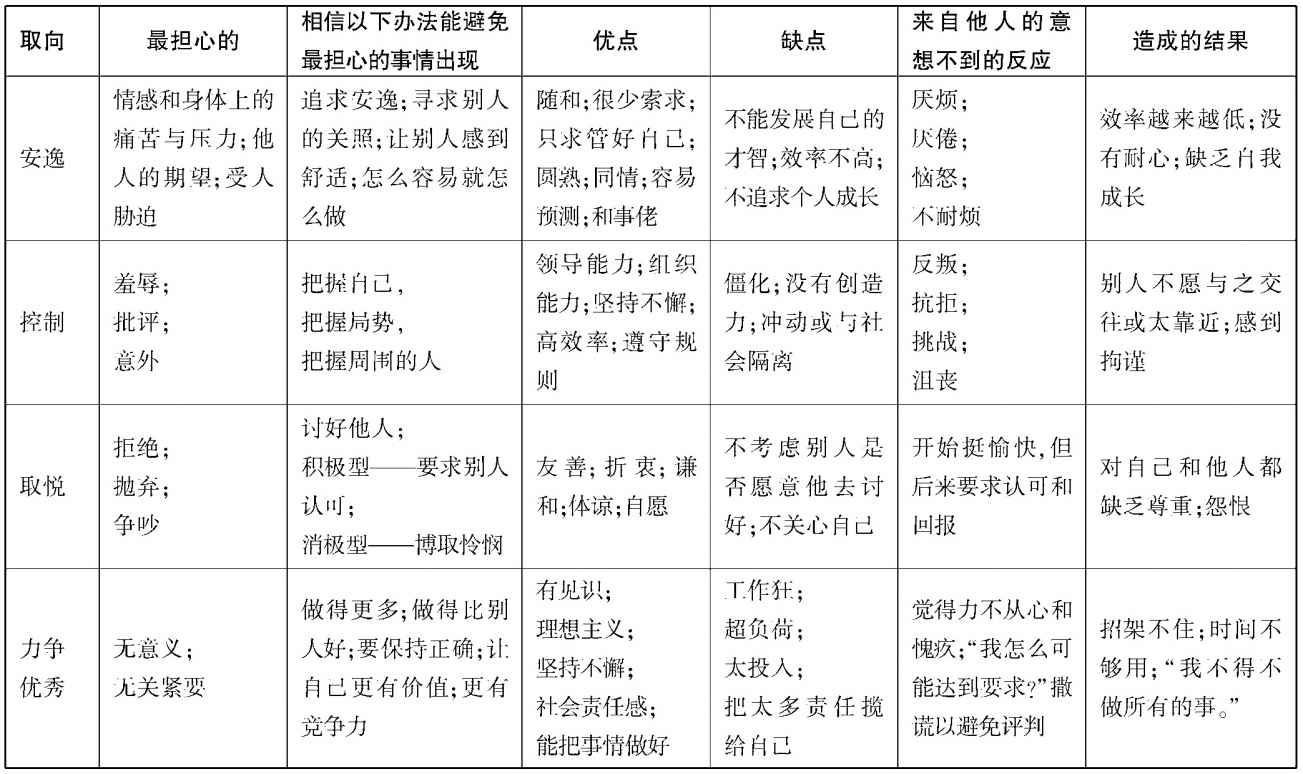 取向
最担心的
相信以下办法能避免
最担心的事情出现
优点
缺点
来自他人的意
想不到的反应
造成的结果
安逸
情感和身体上的
痛苦与压力;他
人的期望;受人
胁迫
追求安逸;寻求别人
的关照;让别人感到
舒适;怎么容易就怎
么做
随和;很少索求;
只求管好自己;
圆熟;同情;容易
预测;和事佬
不能发展自己的
才智;效率不高;
不追求个人成长
厌烦;
厌倦;
恼怒;
不耐烦
效率越来越低;没
有耐心;缺乏自我
成长
控制
羞辱;
批评;
意外
把握自己,
把握局势,
把握周围的人
领导能力;组织
能力;坚持不懈;
高效率;遵守规
则
僵化;没有创造
力;冲动或与社
会隔离
反叛;
抗拒;
挑战;
沮丧
别人不愿与之交
往或太靠近;感到
拘谨
取悦
拒绝;
抛弃;
争吵
讨好他人;
积极型——要求别人
认可;
消极型——博取怜悯
友善;折衷;谦
和;体谅;自愿
不考虑别人是
否愿意他去讨
好;不关心自己
开始挺愉快,但
后来要求认可和
回报
对自己和他人都
缺乏尊重;怨恨
力争
优秀
无意义;
无关紧要
做得更多;做得比别
人好;要保持正确;让
自己更有价值;更有
竞争力
有见识;
理想主义;
坚持不懈;
社会责任感;
能把事情做好
工作狂;
超负荷;
太投入;
把太多责任揽
给自己
觉得力不从心和
愧疚;“我怎么可
能达到要求?”撒
谎以避免评判
招架不住;时间不
够用;“我不得不
做所有的事。”